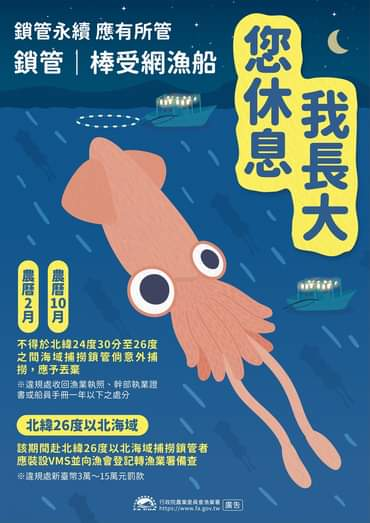 鎖管永續 應有所管
鎖管｜棒受網漁船
您休息
我長大
農曆2月
農曆10月
不得於北緯24度30分至26度
之間海域捕撈鎖管倘意外捕
撈，應予丟棄
※違規處收回漁業執照、幹部執業證
書或船員手冊一年以下之處分
北緯26度以北海域
該期間赴北緯26度以北海域捕撈鎖管者
應裝設VMS並向漁會登記轉漁業署備查
※違規處新臺幣3萬～15萬元罰款
行政院農業委員會漁業署
https://www.fa.gov.tw
廣告